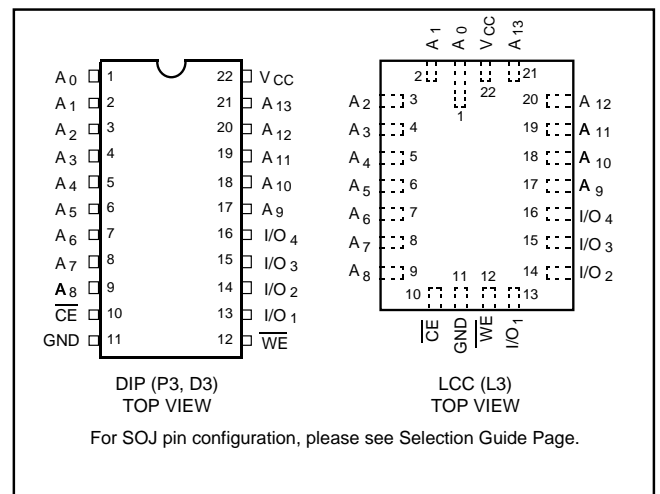 A0 1 22 VCC
A1 2 21 A13
A2 3 20 A12
A3 4 19 A11
A4 5 18 A10
A5 6 17 A9
A6 7 16 I/O4
A7 8 15 I/O3
A8 9 14 I/O2
CE 10 13 I/O1
GND 11 12 WE
DIP (P3, D3)
TOP VIEW
A1 A0 VCC A13
2 1 22 21
A2 3 20 A12
A3 4 19 A11
A4 5 18 A10
A5 6 17 A9
A6 7 16 I/O4
A7 8 15 I/O3
A8 9 14 I/O2
10 11 12 13
CE GND WE I/O1
LCC (L3)
TOP VIEW
For SOJ pin configuration, please see Selection Guide Page.